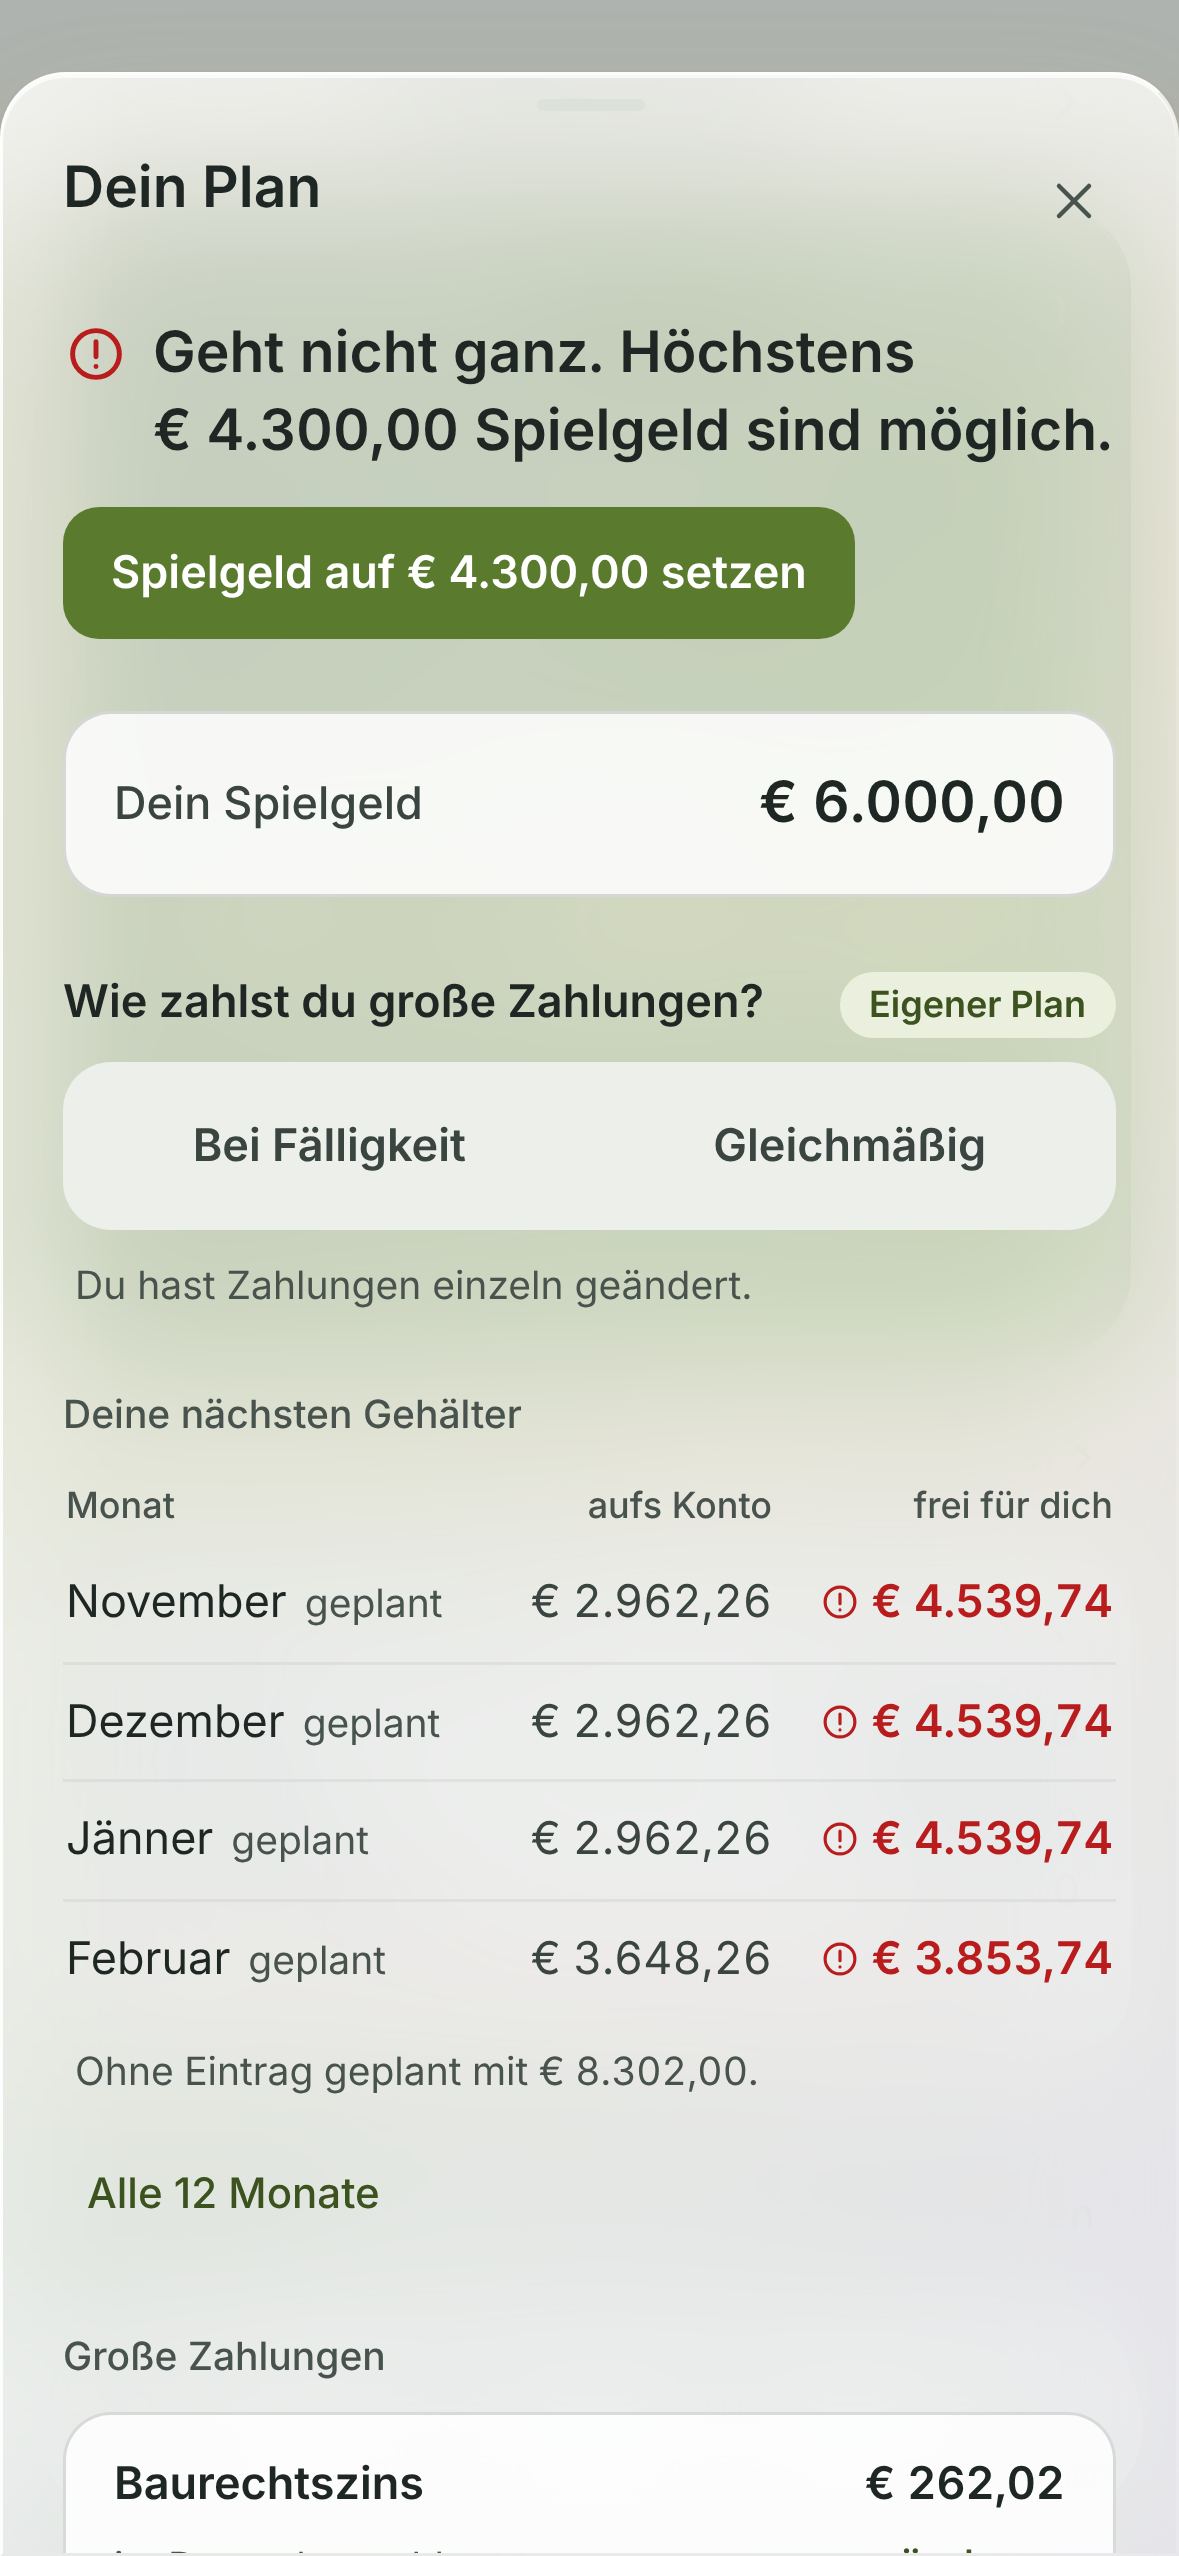 Dein Plan
Geht nicht ganz. Höchstens
€ 4.300,00 Spielgeld sind möglich.
Spielgeld auf € 4.300,00 setzen
Dein Spielgeld € 6.000,00
Wie zahlst du große Zahlungen? Eigener Plan
Bei Fälligkeit Gleichmäßig
Du hast Zahlungen einzeln geändert.
Deine nächsten Gehälter
Monat aufs Konto frei für dich
November geplant € 2.962,26 € 4.539,74
Dezember geplant € 2.962,26 € 4.539,74
Jänner geplant € 2.962,26 € 4.539,74
Februar geplant € 3.648,26 € 3.853,74
Ohne Eintrag geplant mit € 8.302,00.
Alle 12 Monate
Große Zahlungen
Baurechtszins € 262,02